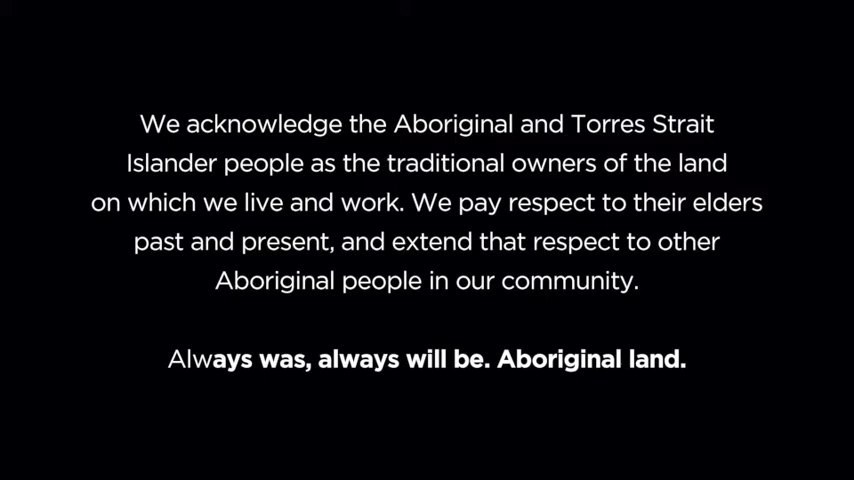 We acknowledge the Aboriginal and Torres Strait
Islander people as the traditional owners of the land
on which we live and work. We pay respect to their elders
past and present, and extend that respect to other
Aboriginal people in our community.
Always was, always will be. Aboriginal land.